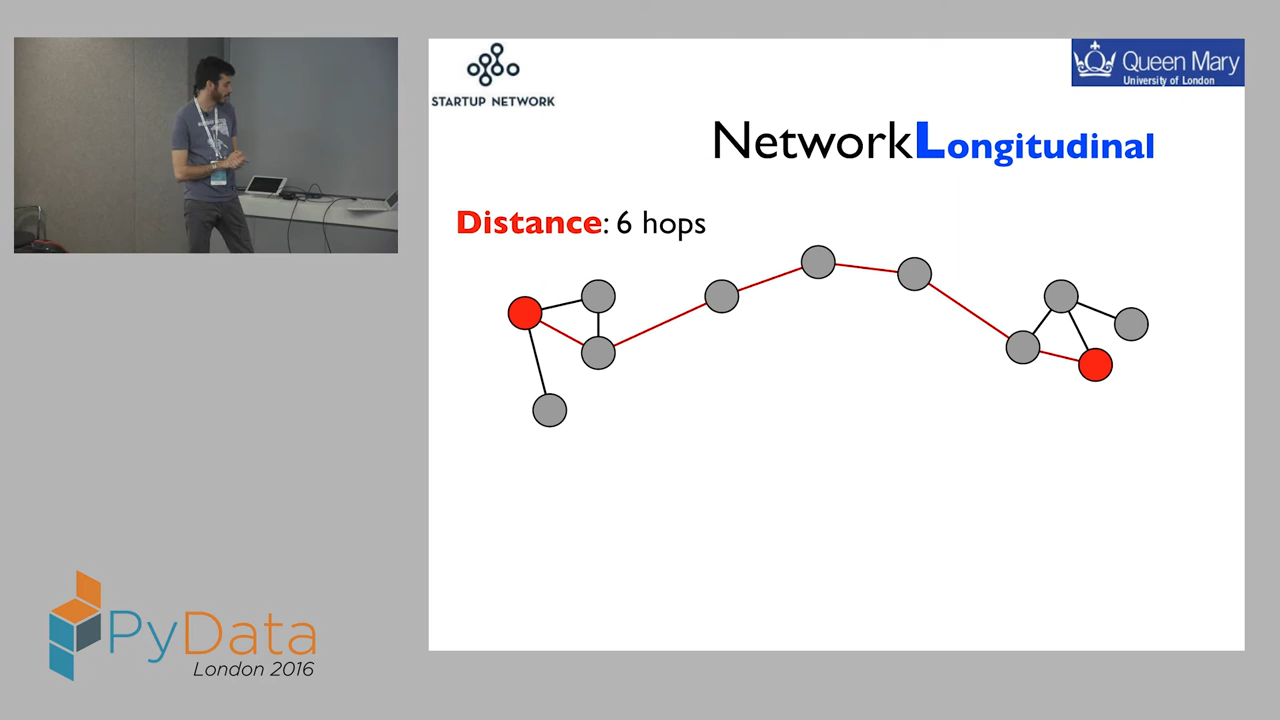 STARTUP NETWORK
Queen Mary
University of London
NetworkLongitudinal
Distance: 6 hops
PyData
London 2016